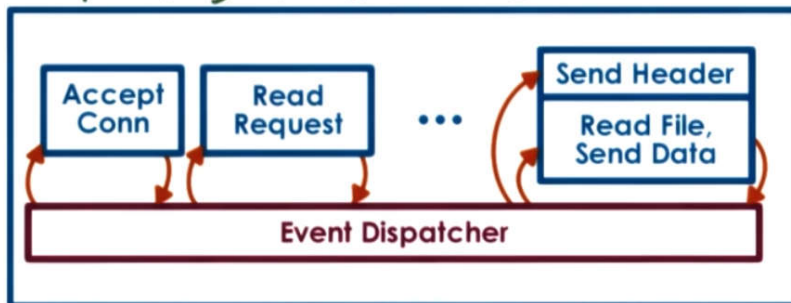 Accept
Conn
Read
Request
...
Send Header
Read File,
Send Data
Event Dispatcher